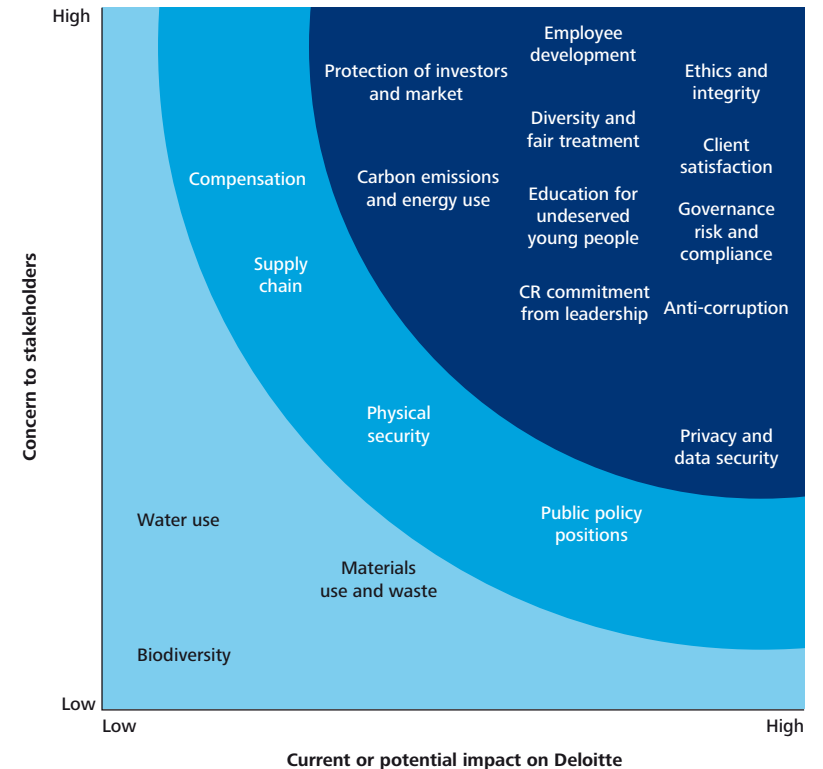 High
Employee
development
Protection of investors
and market
Ethics and
integrity
Diversity and
fair treatment
Client
satisfaction
Compensation
Carbon emissions
and energy use
Education for
undeserved
young people
Governance
risk and
compliance
Supply
chain
CR commitment
from leadership
Anti-corruption
Concern to stakeholders
Physical
security
Privacy and
data security
Water use
Public policy
positions
Materials
use and waste
Biodiversity
Low
Low
High
Current or potential impact on Deloitte